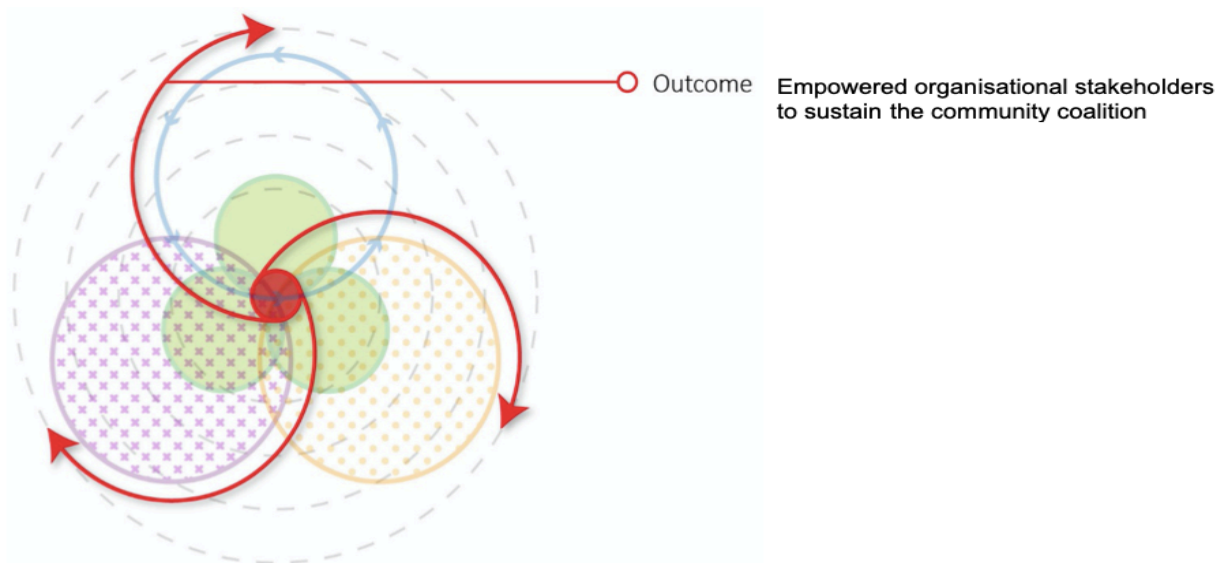 Outcome
Empowered organisational stakeholders
to sustain the community coalition